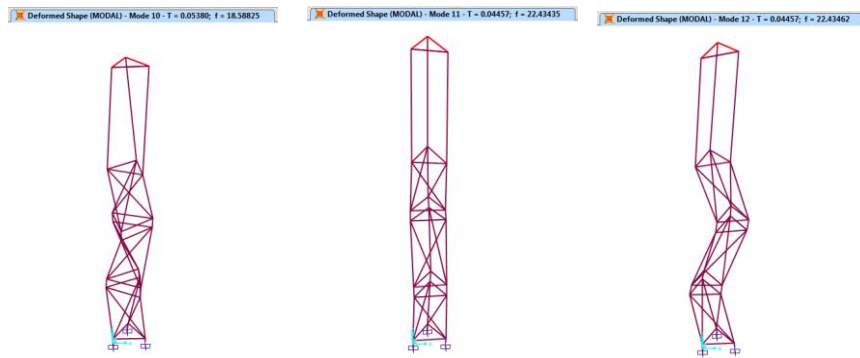 Deformed Shape (MODAL) - Mode 10 - T = 0.05380; f = 18.58825
Deformed Shape (MODAL) - Mode 11 - T = 0.04457; f = 22.43435
Deformed Shape (MODAL) - Mode 12 - T = 0.04457; f = 22.43462